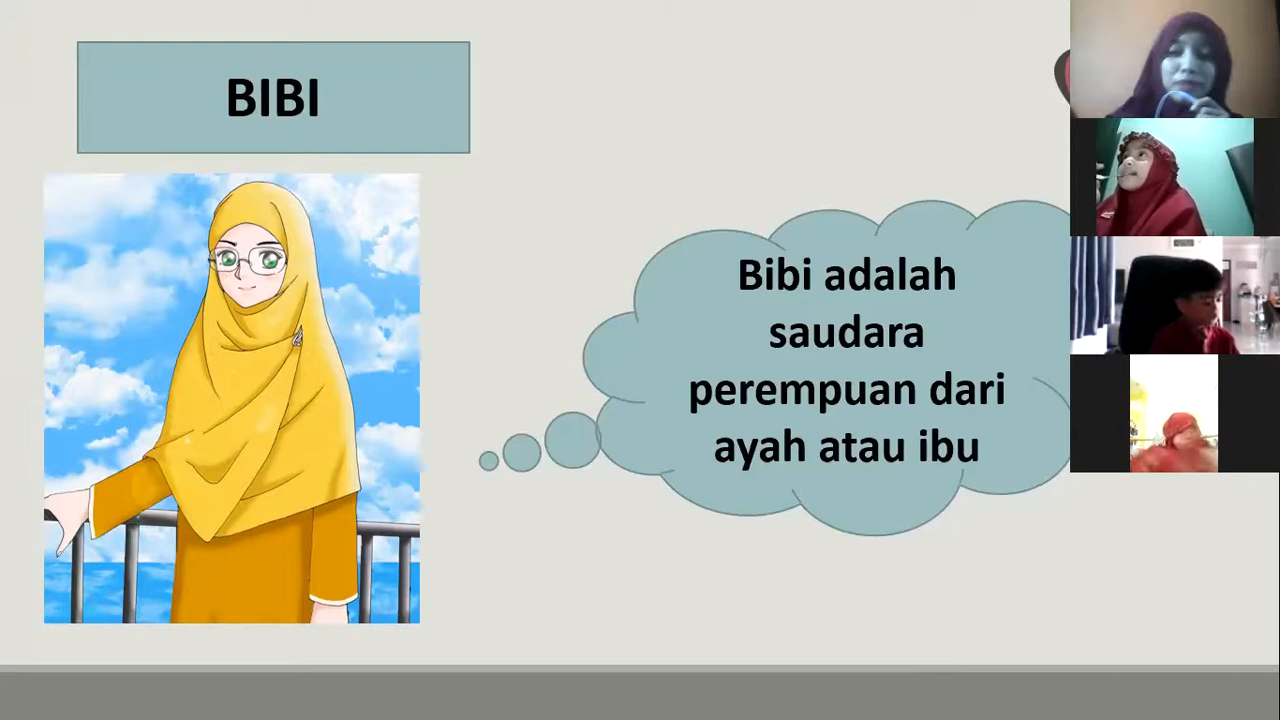 BIBI
Bibi adalah
saudara
perempuan dari
ayah atau ibu